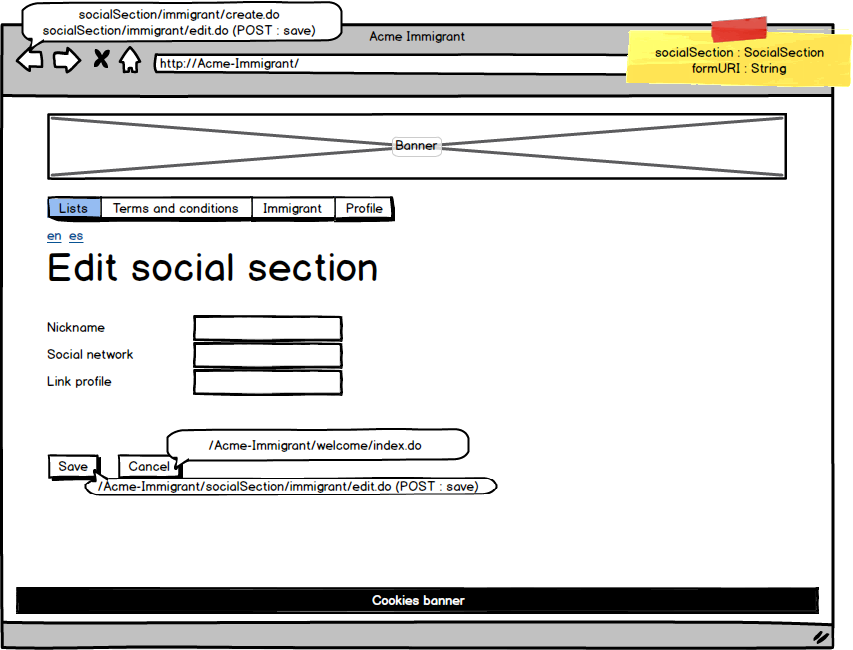 socialSection/immigrant/create.do
socialSection/immigrant/edit.do (POST : save)
Acme Immigrant
socialSection : SocialSection
formURI : String
http://Acme-Immigrant/
Banner
Lists Terms and conditions Immigrant Profile
en es
Edit social section
Nickname
Social network
Link profile
/Acme-Immigrant/welcome/index.do
Save Cancel
/Acme-Immigrant/socialSection/immigrant/edit.do (POST : save)
Cookies banner